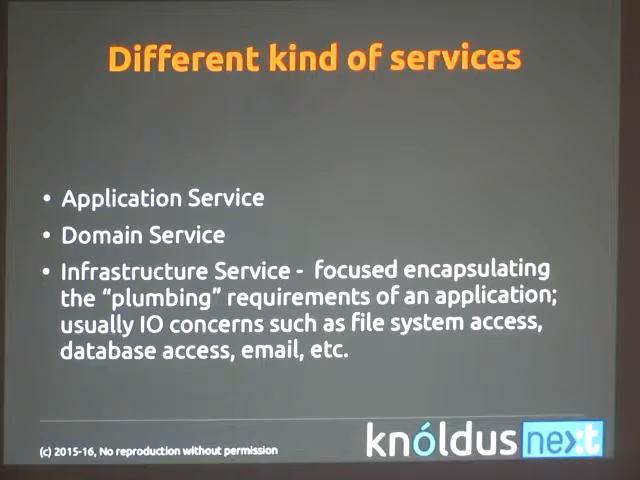 Different kind of services
• Application Service
• Domain Service
• Infrastructure Service - focused encapsulating
the “plumbing” requirements of an application;
usually IO concerns such as file system access,
database access, email, etc.
(c) 2015-16, No reproduction without permission
knóldus next